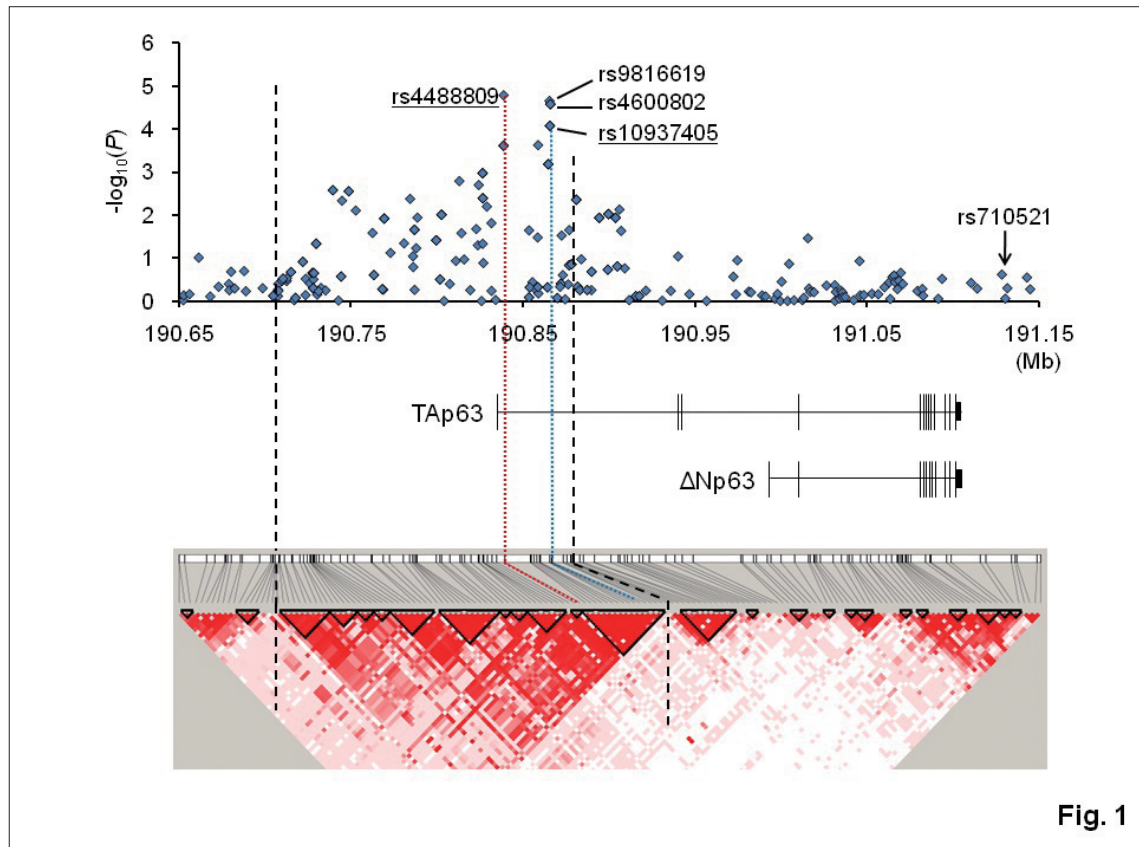 6
5
4
3
2
1
0
-log10(P)
rs4488809
rs9816619
rs4600802
rs10937405
rs710521
190.65 190.75 190.85 190.95 191.05 191.15
(Mb)
TAp63
ΔNp63
Fig. 1